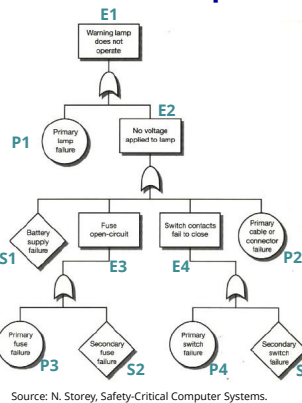 E1
Warning lamp
does not
operate
E2
P1
Primary
lamp
failure
No voltage
applied to lamp
Battery
supply
failure
S1
Fuse
open-circuit
E3
Switch contacts
fail to close
E4
Primary
cable or
connector
failure
P2
Primary
fuse
failure
P3
Secondary
fuse
failure
S2
Primary
switch
failure
P4
Secondary
switch
failure
S
Source: N. Storey, Safety-Critical Computer Systems.